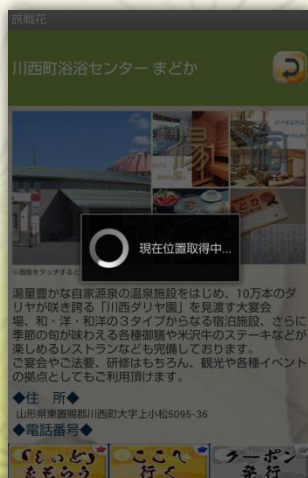 旅戦花
川西町浴浴センター まどか
湯
現在位置取得中...
湯量豊かな自家源泉の温泉施設をはじめ、10万本のダ
リヤが咲き誇る「川西ダリヤ園」を見渡す大宴会
場、和・洋・和洋の３タイプからなる宿泊施設、さらに
季節の旬が味わえる各種御膳や米沢牛のステーキなどが
楽しめるレストランなども完備しております。
ご宴会やご法要、研修はもちろん、観光や各種イベント
の拠点としてもご利用頂けます。
◆住　所◆
山形県東置賜郡川西町大字上小松5095-36
◆電話番号◆
ここへ
行く
クーポン
発行